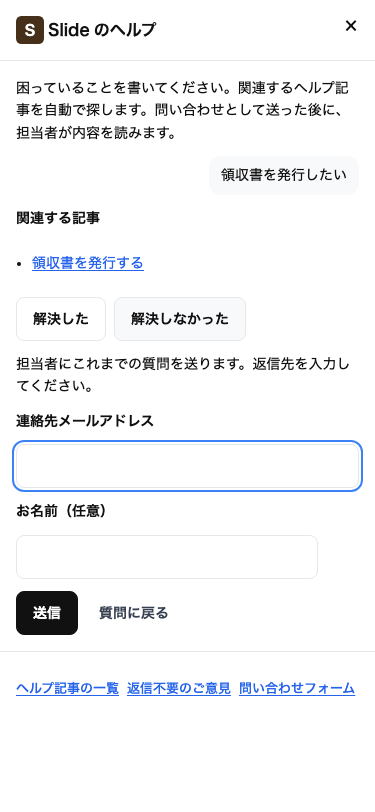 S Slide のヘルプ
×
困っていることを書いてください。関連するヘルプ記
事を自動で探します。問い合わせとして送った後に、
担当者が内容を読みます。
領収書を発行したい
関連する記事
• 領収書を発行する
解決した 解決しなかった
担当者にこれまでの質問を送ります。返信先を入力し
てください。
連絡先メールアドレス
お名前（任意）
送信 質問に戻る
ヘルプ記事の一覧 返信不要のご意見 問い合わせフォーム